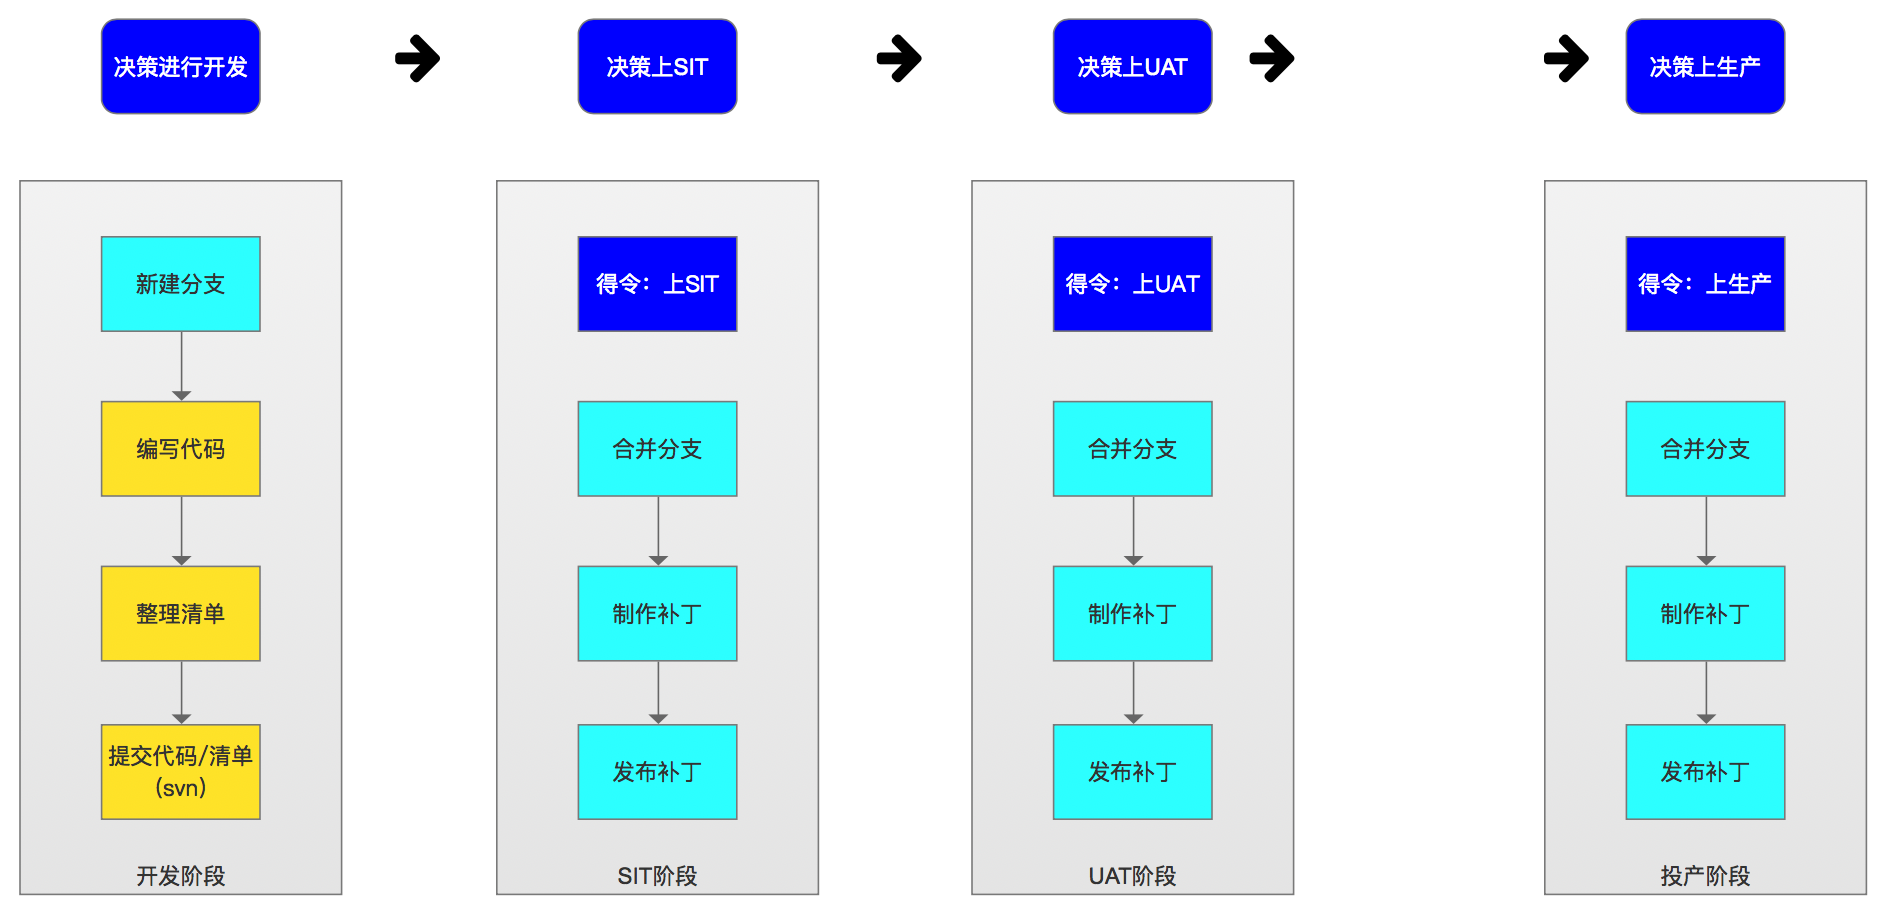 决策进行开发
决策上SIT
决策上UAT
决策上生产
新建分支
编写代码
整理清单
提交代码/清单
(svn)
开发阶段
得令：上SIT
合并分支
制作补丁
发布补丁
SIT阶段
得令：上UAT
合并分支
制作补丁
发布补丁
UAT阶段
得令：上生产
合并分支
制作补丁
发布补丁
投产阶段